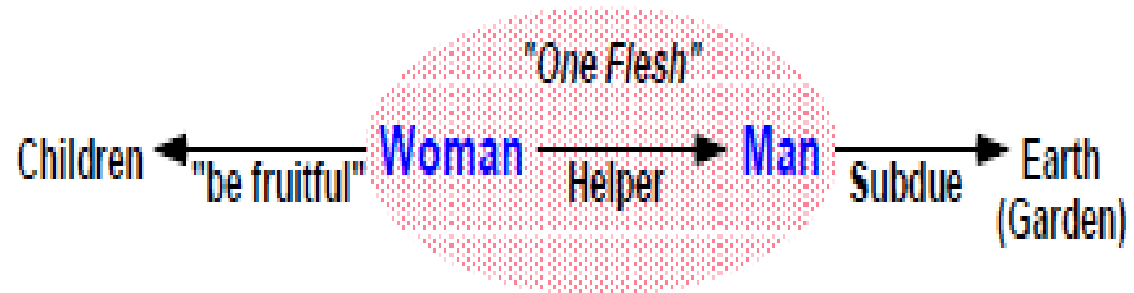 "One Flesh"
Children
"be fruitful"
Woman
Helper
Man
Subdue
Earth
(Garden)